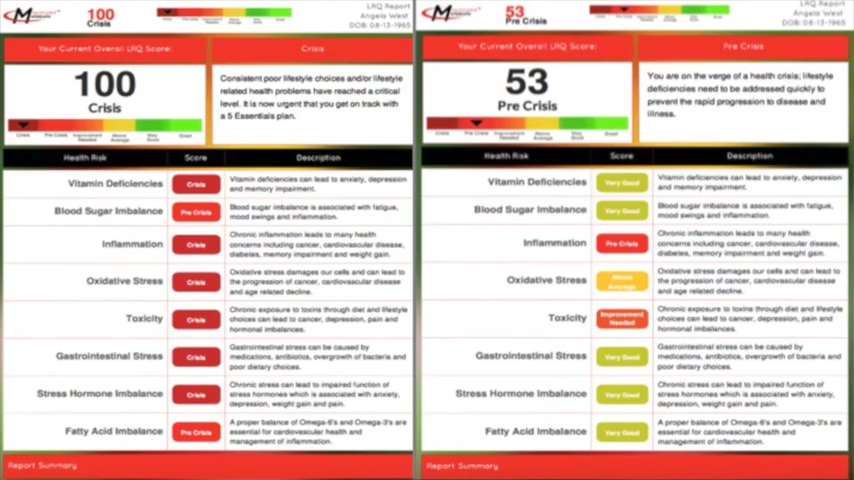 100
Crisis
LRQ Report
Angela West
DOB: 08-13-1965
Your Current Overall LRQ Score:
Crisis
100
Crisis
Consistent poor lifestyle choices and/or lifestyle
related health problems have reached a critical
level. It is now urgent that you get on track with
a 5 Essentials plan.
Crisis Pre Crisis Improvement Needed Above Average Very Good Great
Health Risk Score Description
Vitamin Deficiencies Crisis Vitamin deficiencies can lead to anxiety, depression
and memory impairment.
Blood Sugar Imbalance Pre Crisis Blood sugar imbalance is associated with fatigue,
mood swings and inflammation.
Inflammation Crisis Chronic inflammation leads to many health
concerns including cancer, cardiovascular disease,
diabetes, memory impairment and weight gain.
Oxidative Stress Crisis Oxidative stress damages our cells and can lead to
the progression of cancer, cardiovascular disease
and age related decline.
Toxicity Crisis Chronic exposure to toxins through diet and lifestyle
choices can lead to cancer, depression, pain and
hormonal imbalances.
Gastrointestinal Stress Crisis Gastrointestinal stress can be caused by
medications, antibiotics, overgrowth of bacteria and
poor dietary choices.
Stress Hormone Imbalance Crisis Chronic stress can lead to impaired function of
stress hormones which is associated with anxiety,
depression, weight gain and pain.
Fatty Acid Imbalance Pre Crisis A proper balance of Omega-6's and Omega-3's are
essential for cardiovascular health and
management of inflammation.
Report Summary
53
Pre Crisis
LRQ Report
Angela West
DOB: 08-13-1965
Your Current Overall LRQ Score:
Pre Crisis
53
Pre Crisis
You are on the verge of a health crisis; lifestyle
deficiencies need to be addressed quickly to
prevent the rapid progression to disease and
illness.
Crisis Pre Crisis Improvement Needed Above Average Very Good Great
Health Risk Score Description
Vitamin Deficiencies Very Good Vitamin deficiencies can lead to anxiety, depression
and memory impairment.
Blood Sugar Imbalance Very Good Blood sugar imbalance is associated with fatigue,
mood swings and inflammation.
Inflammation Pre Crisis Chronic inflammation leads to many health
concerns including cancer, cardiovascular disease,
diabetes, memory impairment and weight gain.
Oxidative Stress Above Average Oxidative stress damages our cells and can lead to
the progression of cancer, cardiovascular disease
and age related decline.
Toxicity Improvement Needed Chronic exposure to toxins through diet and lifestyle
choices can lead to cancer, depression, pain and
hormonal imbalances.
Gastrointestinal Stress Very Good Gastrointestinal stress can be caused by
medications, antibiotics, overgrowth of bacteria and
poor dietary choices.
Stress Hormone Imbalance Very Good Chronic stress can lead to impaired function of
stress hormones which is associated with anxiety,
depression, weight gain and pain.
Fatty Acid Imbalance Very Good A proper balance of Omega-6's and Omega-3's are
essential for cardiovascular health and
management of inflammation.
Report Summary